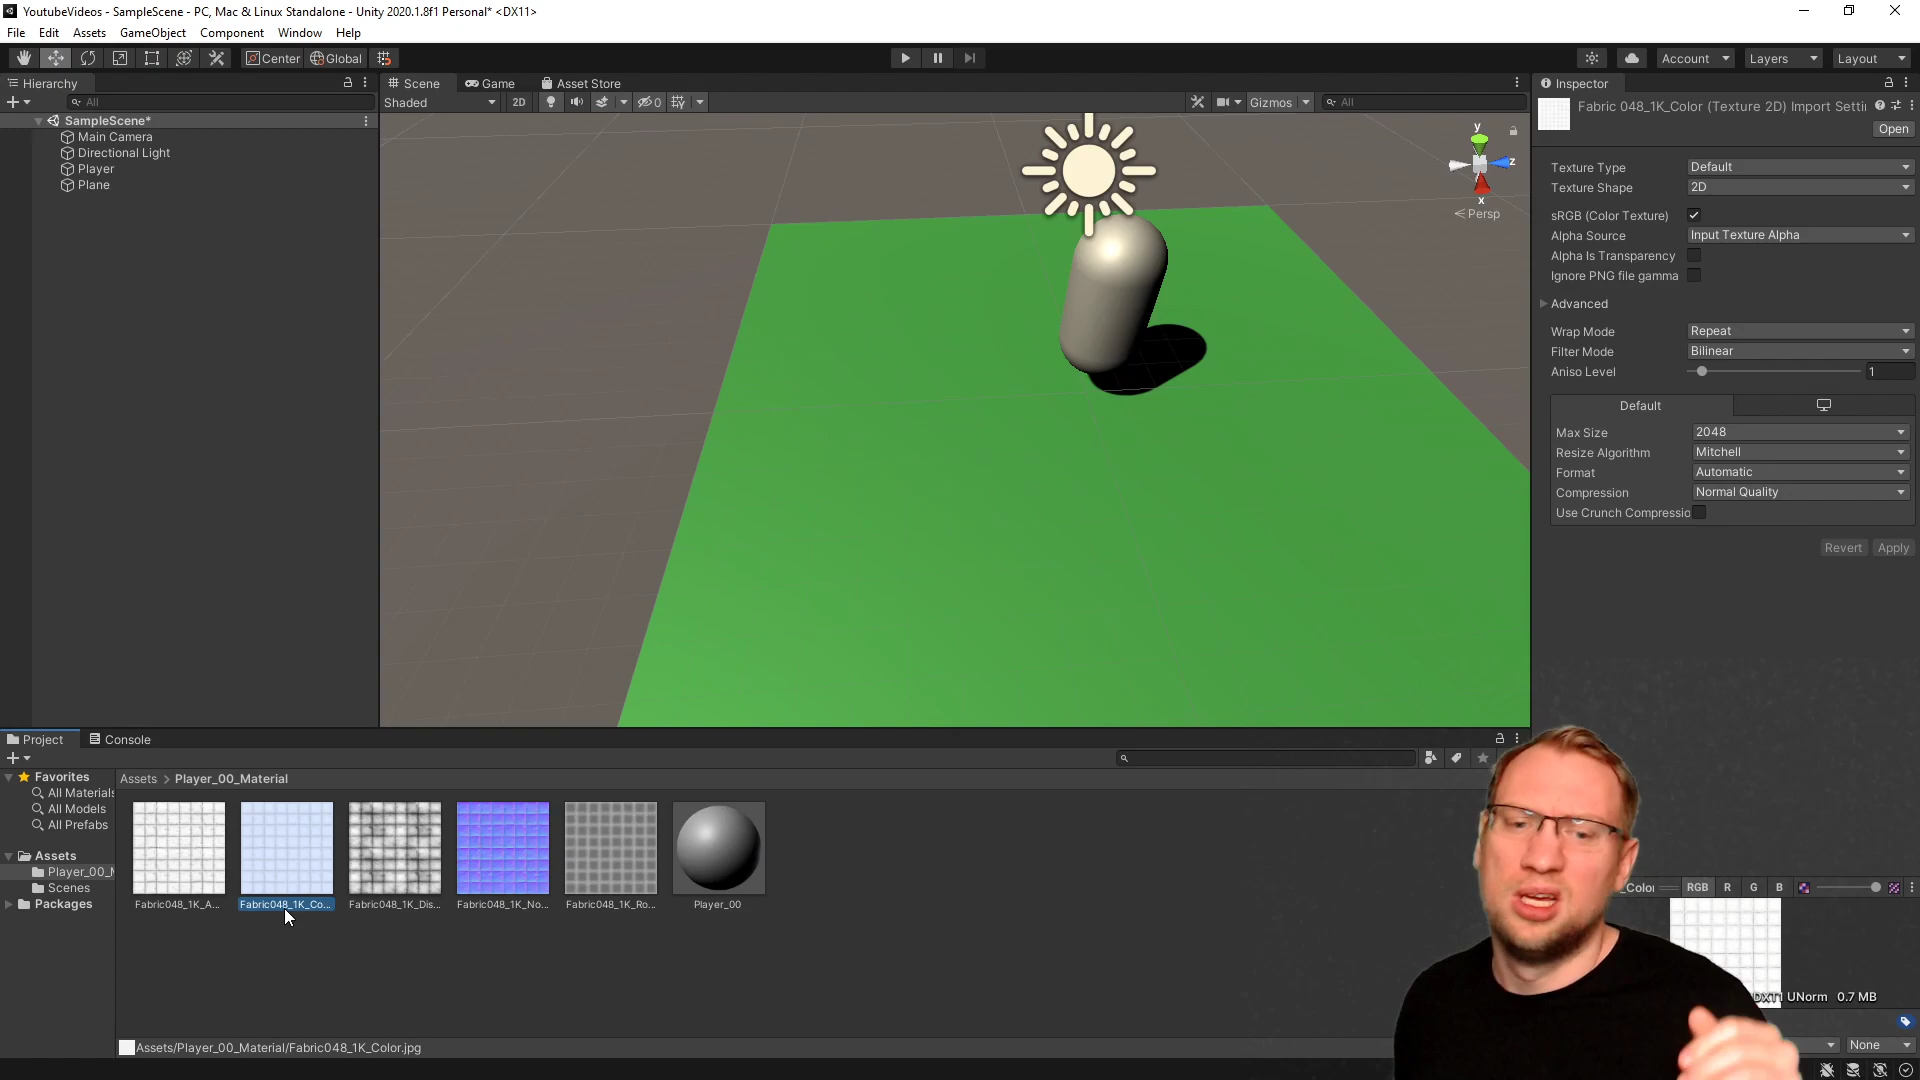 YoutubeVideos - SampleScene - PC, Mac & Linux Standalone - Unity 2020.1.8f1 Personal* <DX11>
File Edit Assets GameObject Component Window Help
Center Global Account Layers Layout
Hierarchy
All
SampleScene*
Main Camera
Directional Light
Player
Plane
Scene Game Asset Store
Shaded 2D 0 Gizmos All
y
z
x
Persp
Inspector
Fabric 048_1K_Color (Texture 2D) Import Setti
Open
Texture Type Default
Texture Shape 2D
sRGB (Color Texture)
Alpha Source Input Texture Alpha
Alpha Is Transparency
Ignore PNG file gamma
Advanced
Wrap Mode Repeat
Filter Mode Bilinear
Aniso Level 1
Default
Max Size 2048
Resize Algorithm Mitchell
Format Automatic
Compression Normal Quality
Use Crunch Compressio
Revert Apply
Project Console
Favorites
All Materials
All Models
All Prefabs
Assets
Player_00_M
Scenes
Packages
Assets > Player_00_Material
Fabric048_1K_A... Fabric048_1K_Co... Fabric048_1K_Dis... Fabric048_1K_No... Fabric048_1K_Ro... Player_00
Assets/Player_00_Material/Fabric048_1K_Color.jpg
_Color RGB R G B
DXT1 UNorm 0.7 MB
None